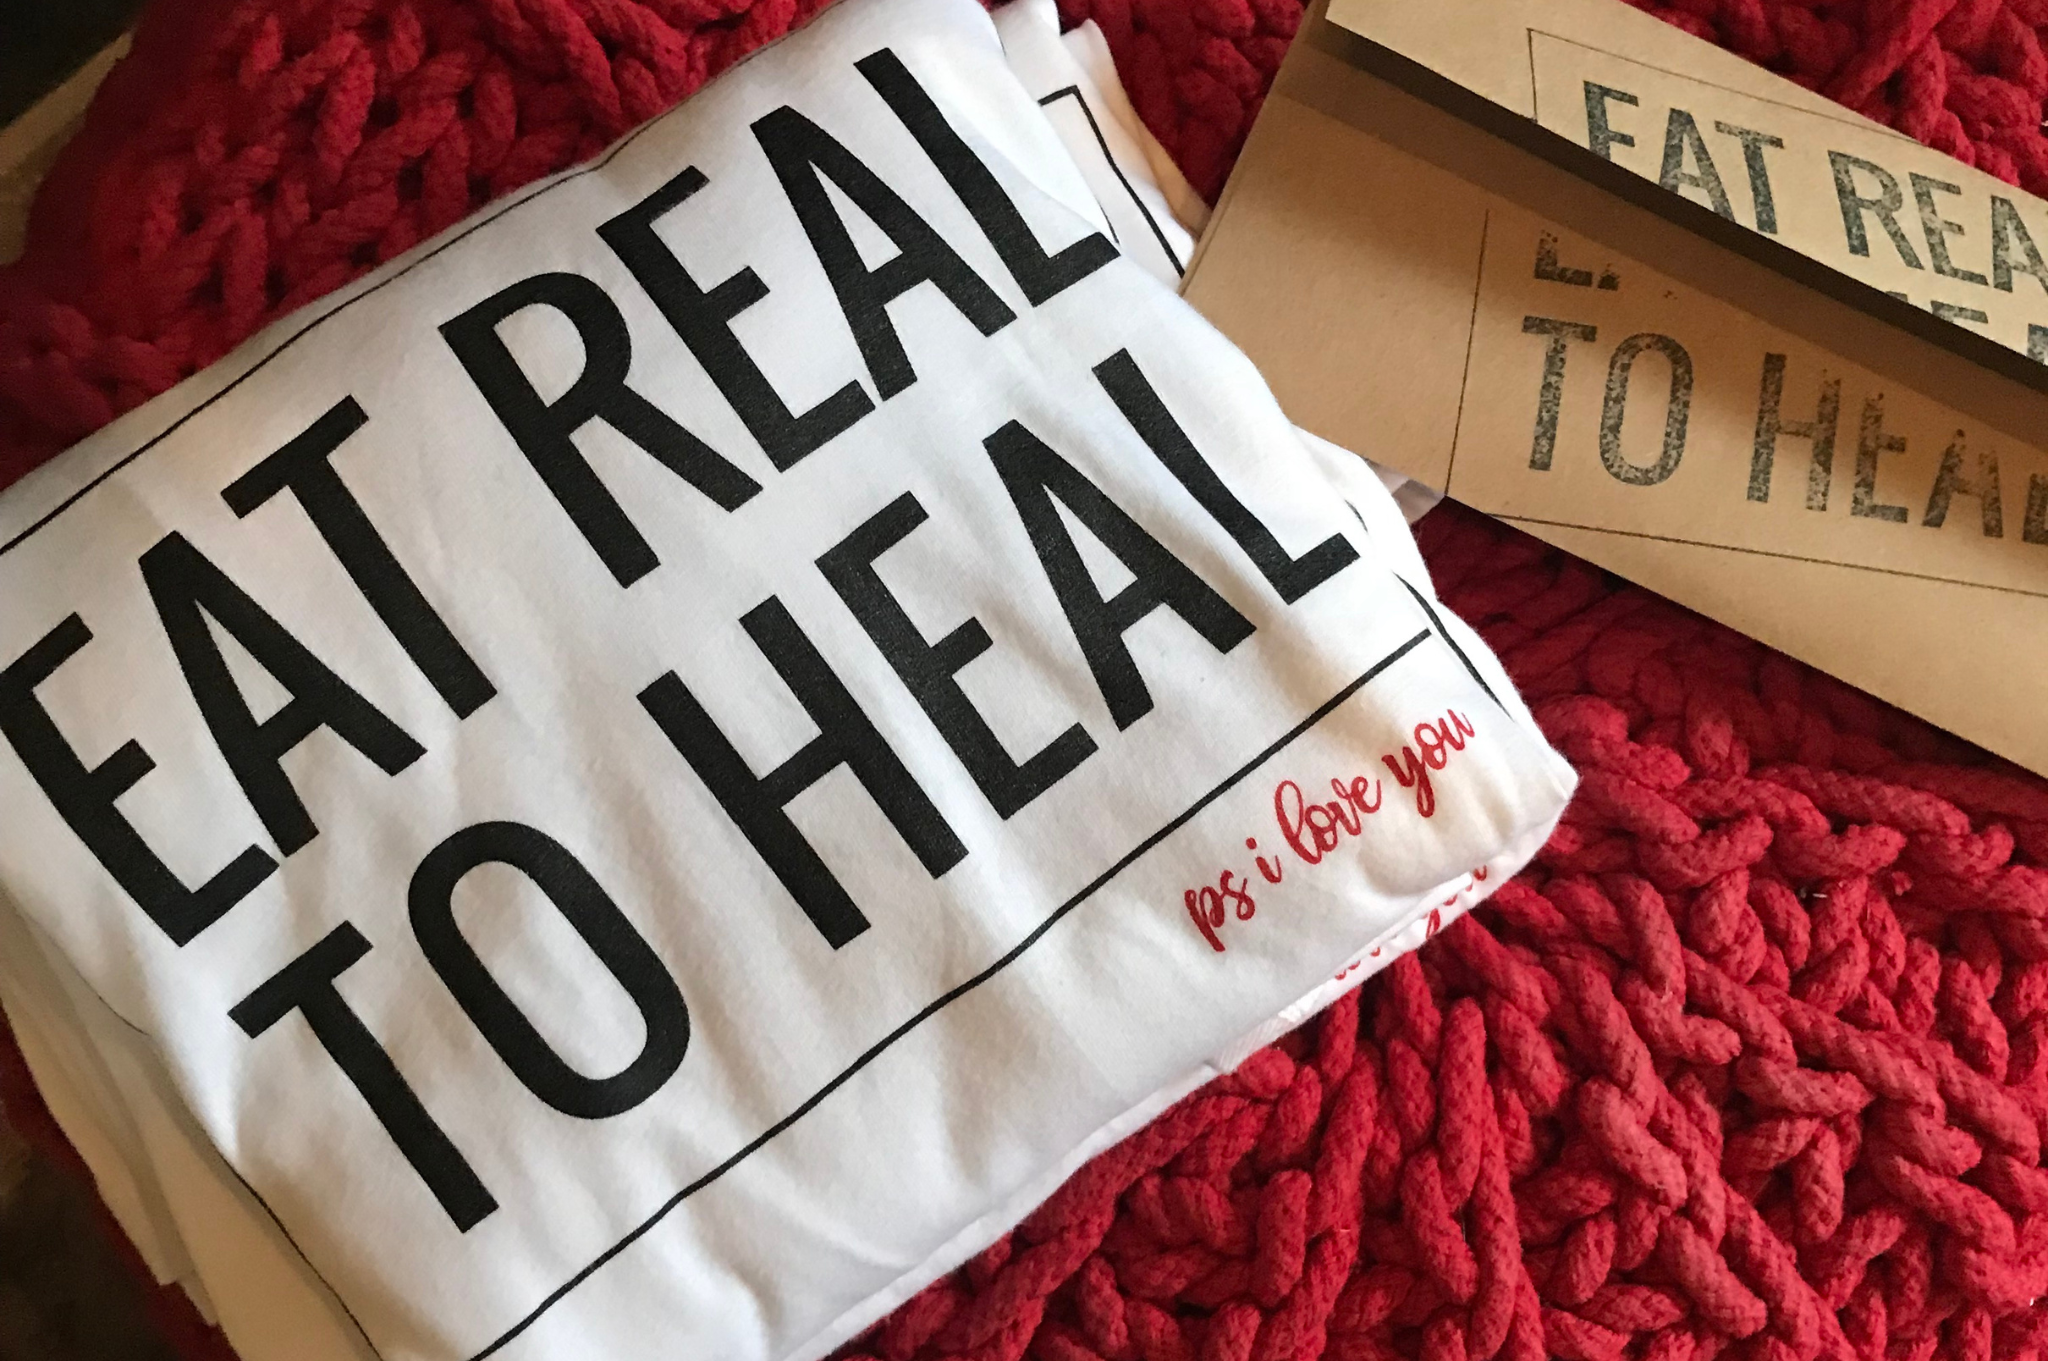 EAT REAL
TO HEAL
ps i love you
EAT REA
TO HEA